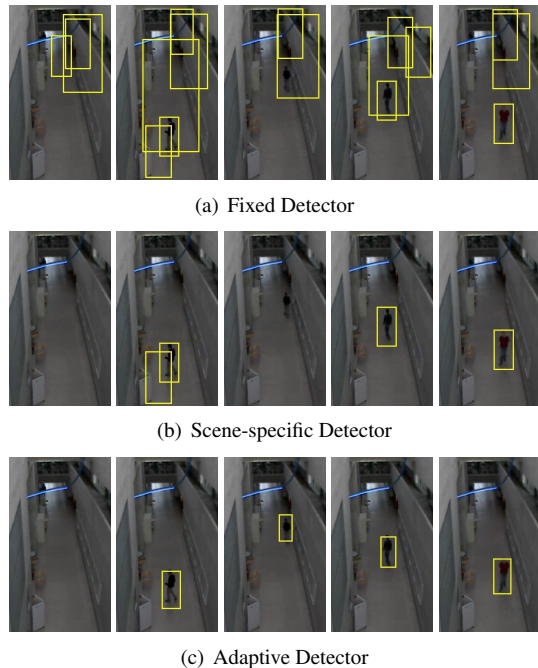 (a) Fixed Detector
(b) Scene-specific Detector
(c) Adaptive Detector